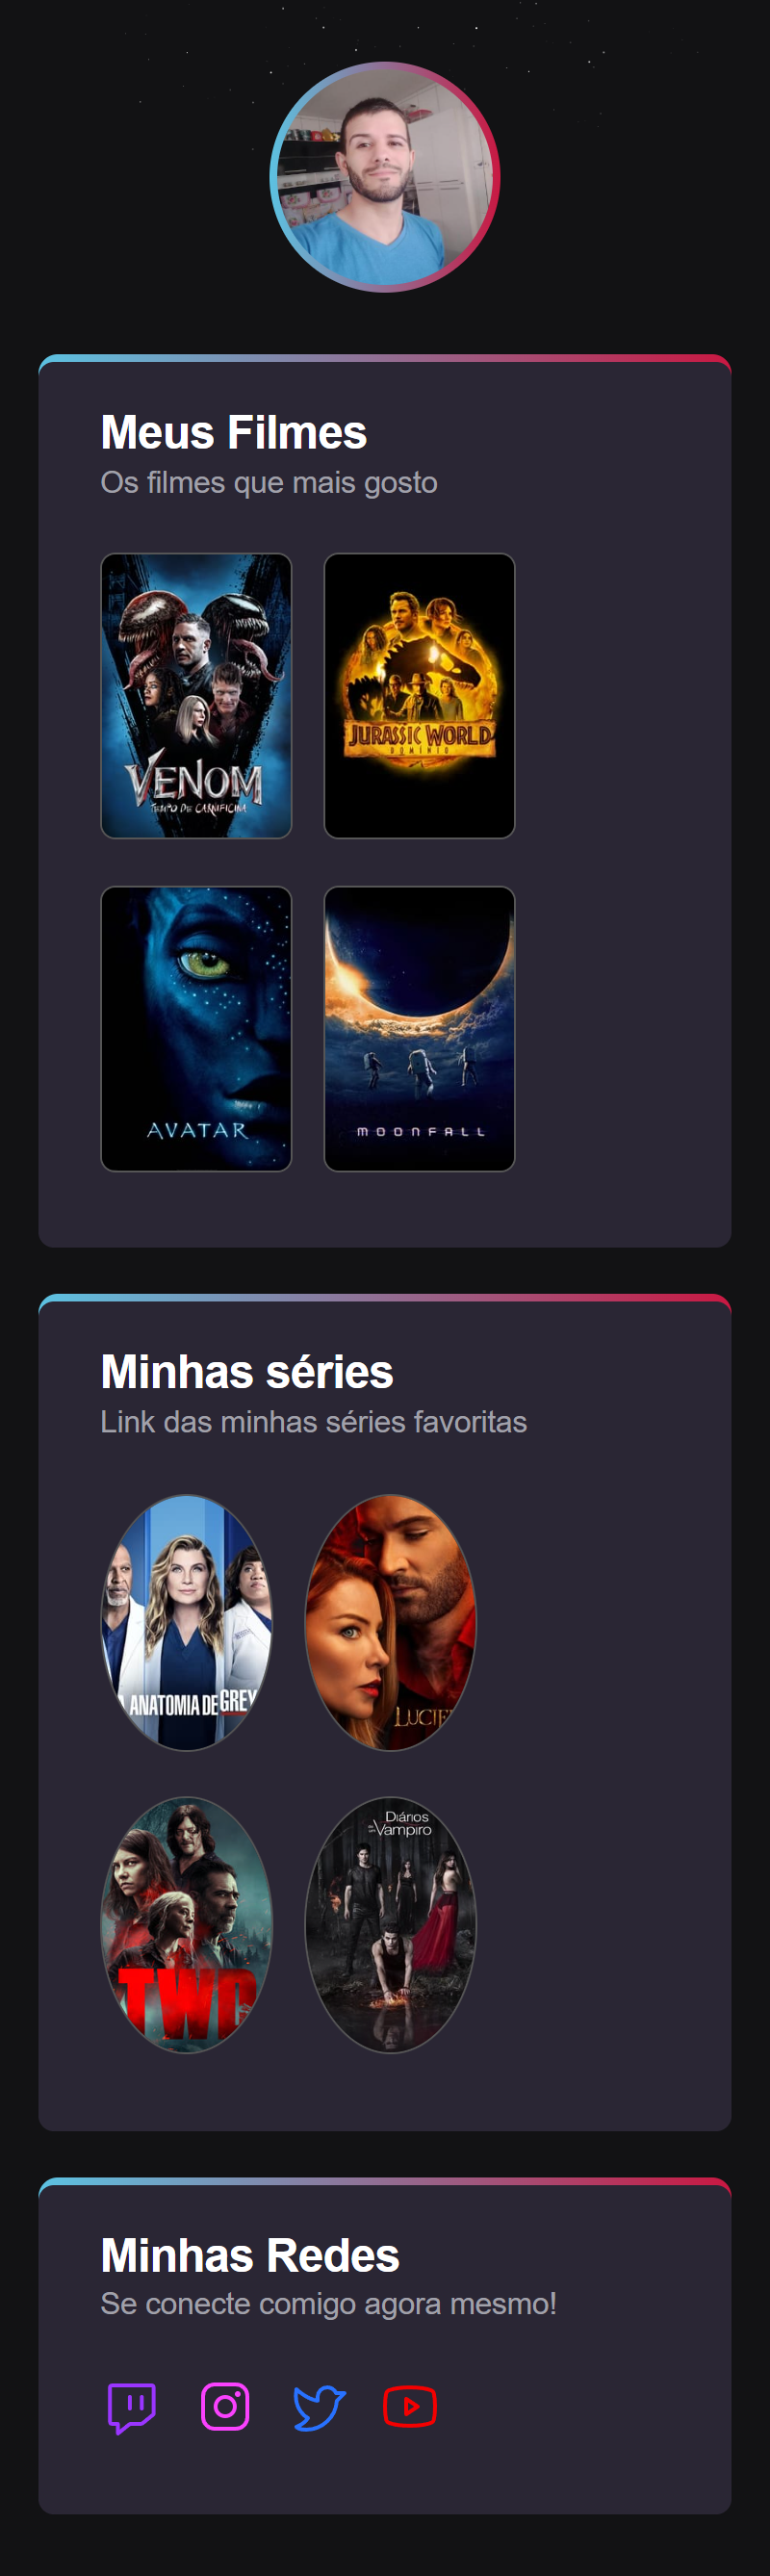 Meus Filmes
Os filmes que mais gosto
VENOM
TEMPO DE CARNIFICINA
JURASSIC WORLD
DOMÍNIO
AVATAR
MOONFALL
Minhas séries
Link das minhas séries favoritas
A ANATOMIA DE GREY
LUCIF
TWD
Diários
de um Vampiro
Minhas Redes
Se conecte comigo agora mesmo!